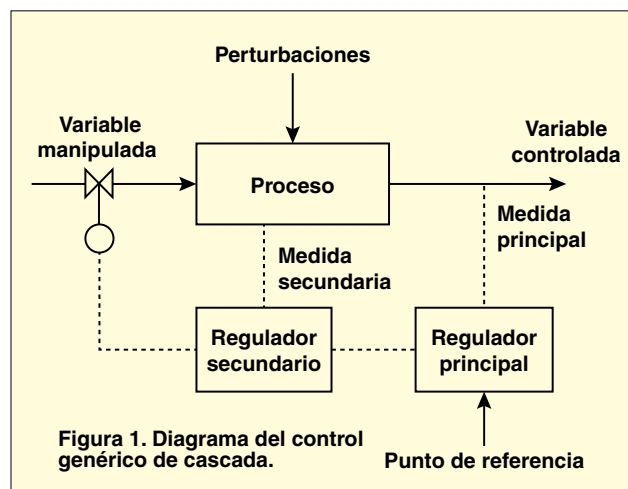 Perturbaciones
Variable
manipulada
Variable
controlada
Proceso
Medida
principal
Medida
secundaria
Regulador
secundario
Regulador
principal
Figura 1. Diagrama del control
genérico de cascada.
Punto de referencia